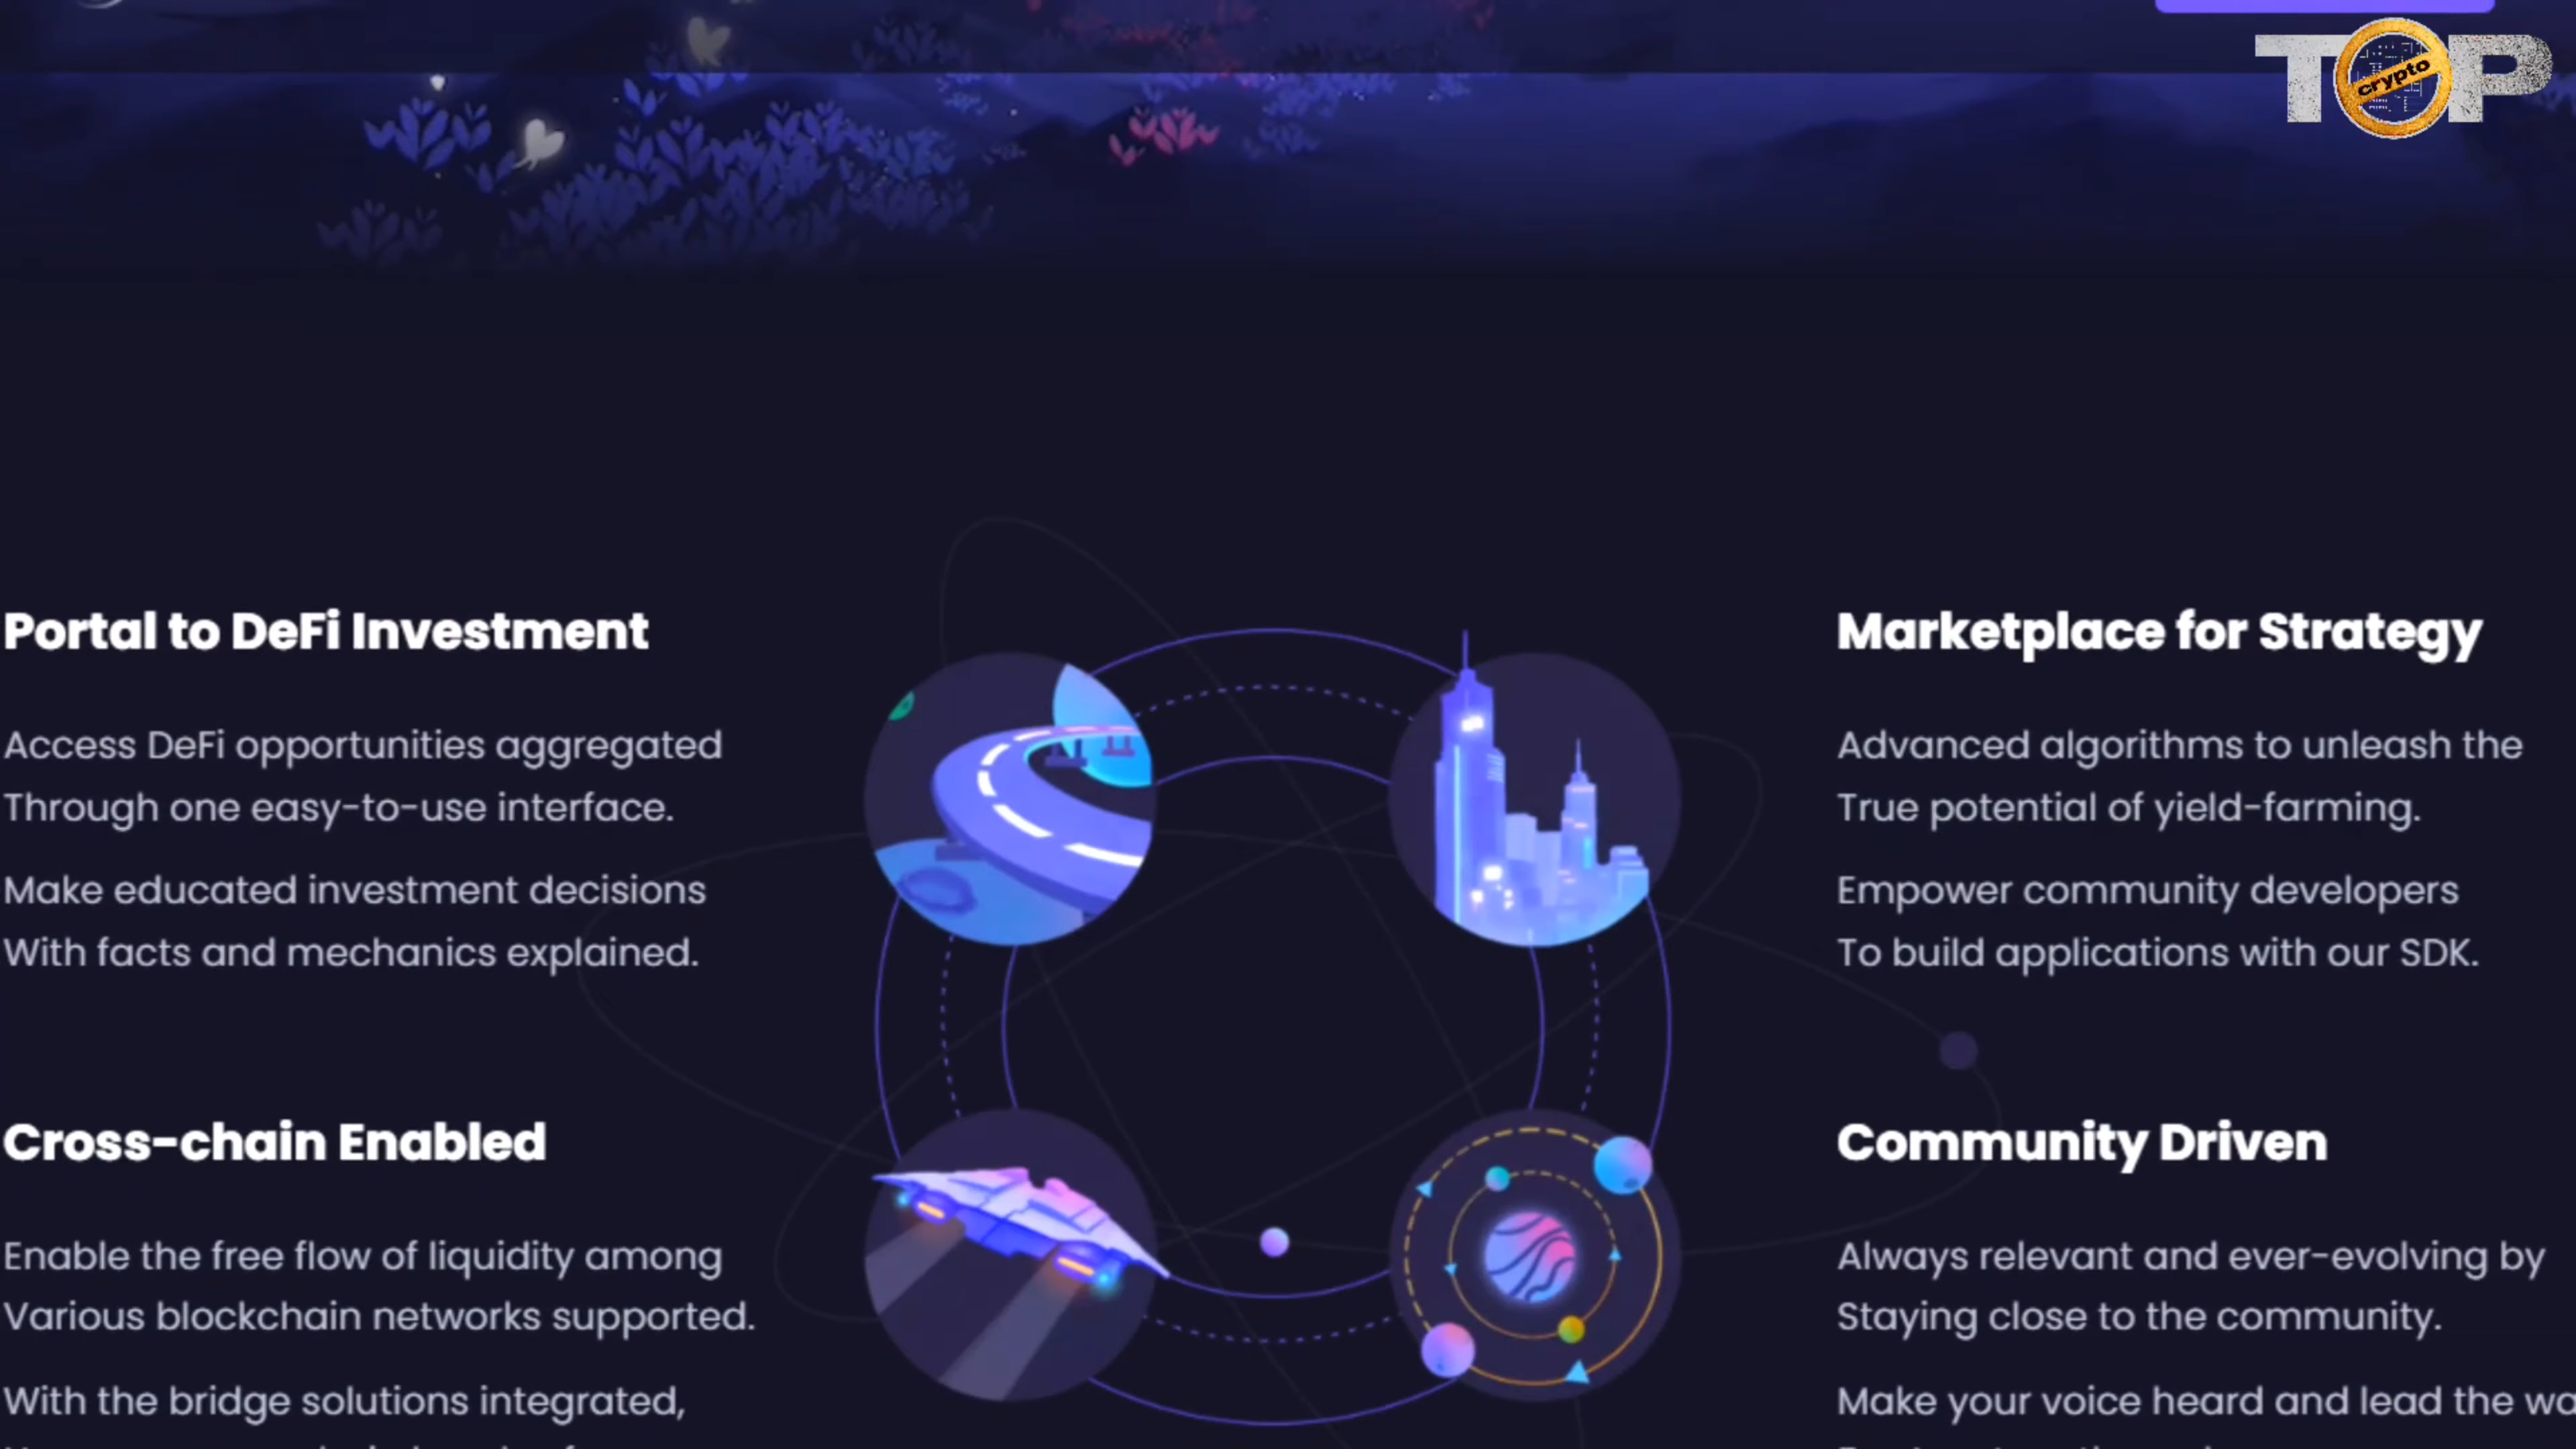 TOP
crypto
Portal to DeFi Investment
Access DeFi opportunities aggregated
Through one easy-to-use interface.
Make educated investment decisions
With facts and mechanics explained.
Marketplace for Strategy
Advanced algorithms to unleash the
True potential of yield-farming.
Empower community developers
To build applications with our SDK.
Cross-chain Enabled
Enable the free flow of liquidity among
Various blockchain networks supported.
With the bridge solutions integrated,
Community Driven
Always relevant and ever-evolving by
Staying close to the community.
Make your voice heard and lead the